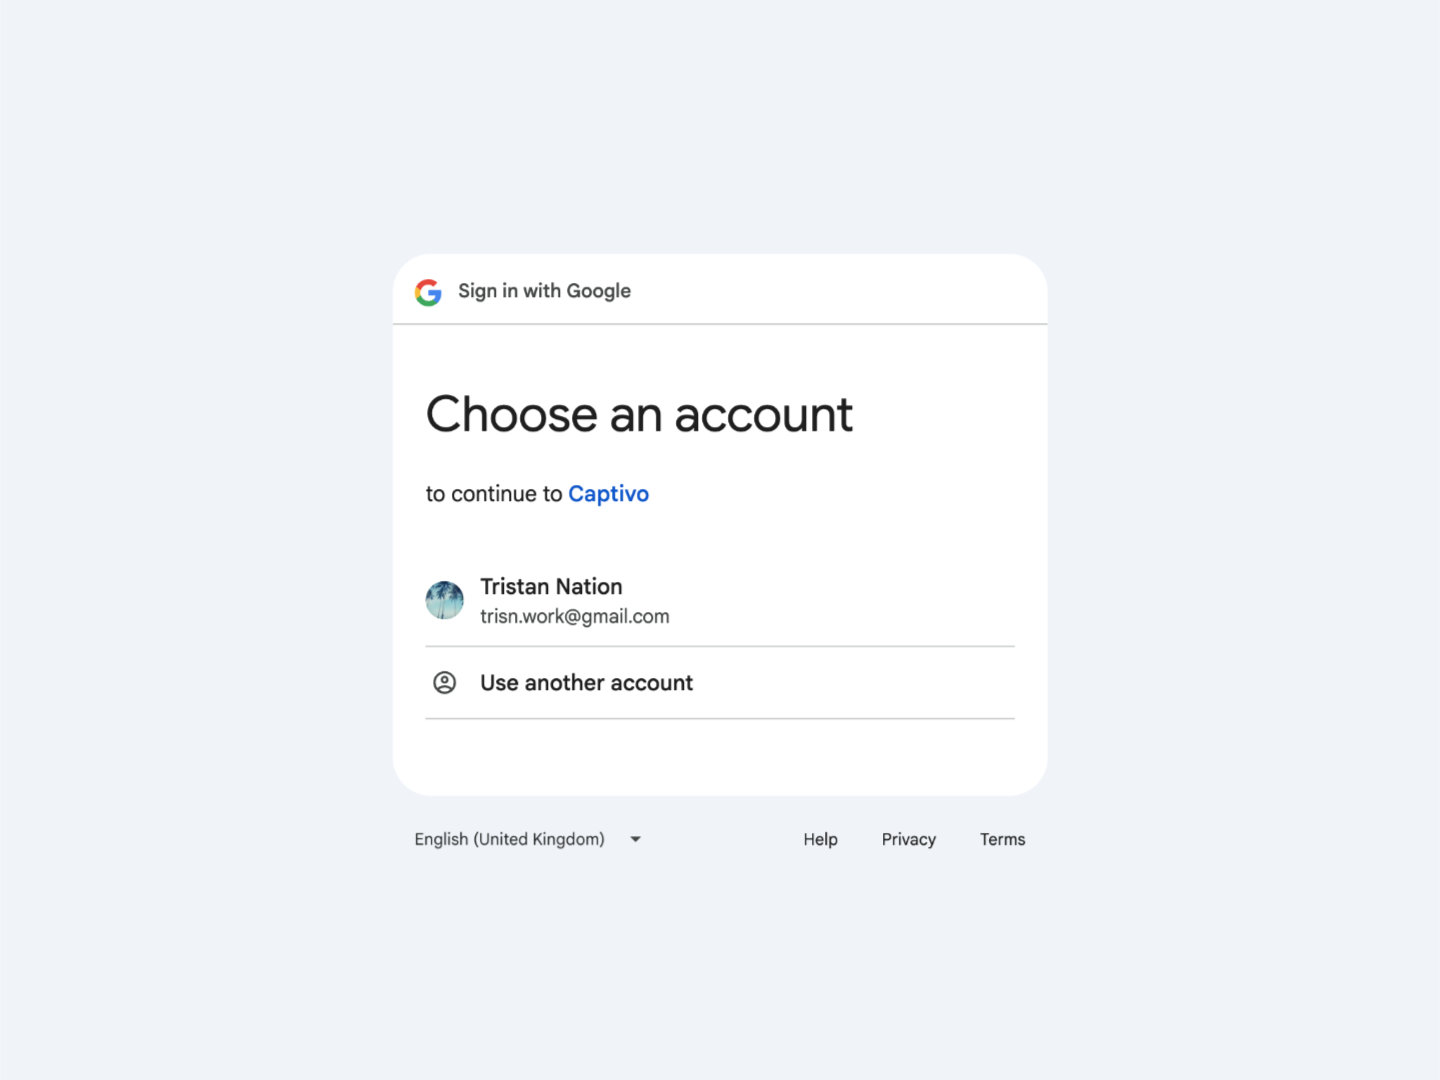 Sign in with Google
Choose an account
to continue to Captivo
Tristan Nation
trisn.work@gmail.com
Use another account
English (United Kingdom)
Help Privacy Terms